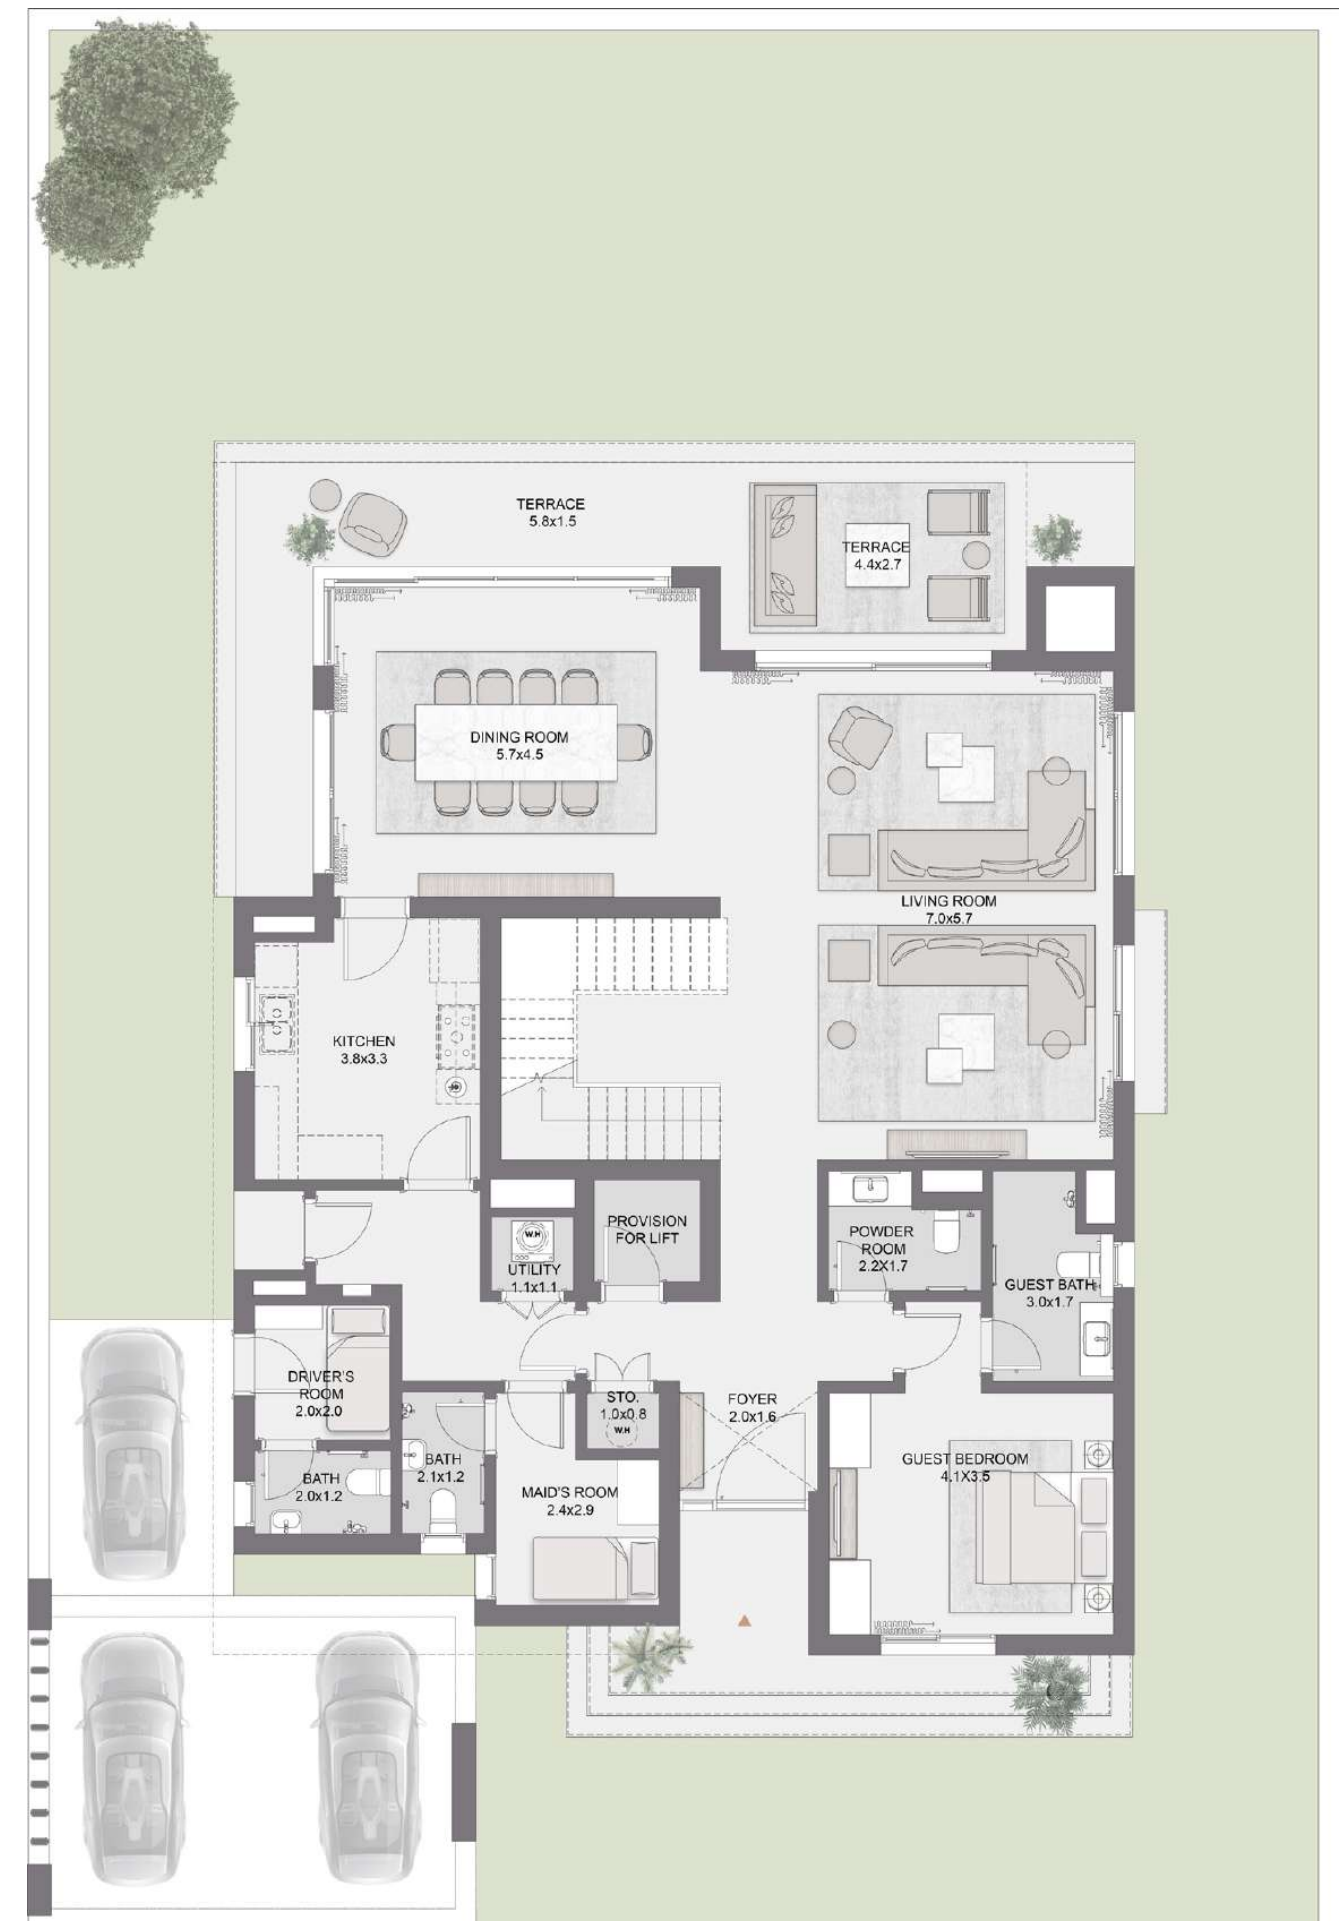 TERRACE
5.8x1.5
TERRACE
4.4x2.7
DINING ROOM
5.7x4.5
LIVING ROOM
7.0x5.7
KITCHEN
3.8x3.3
PROVISION
FOR LIFT
W.H
UTILITY
1.1x1.1
POWDER
ROOM
2.2X1.7
GUEST BATH
3.0x1.7
DRIVER'S
ROOM
2.0x2.0
STO.
1.0x0.8
W.H
FOYER
2.0x1.6
BATH
2.0x1.2
BATH
2.1x1.2
MAID'S ROOM
2.4x2.9
GUEST BEDROOM
4.1X3.5